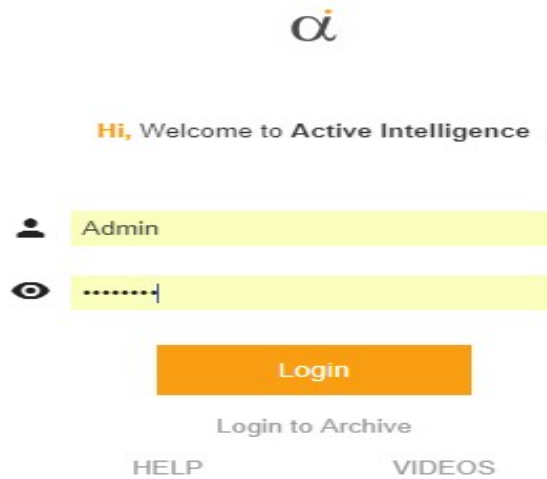 αi
Hi, Welcome to Active Intelligence
Admin
••••••••
Login
Login to Archive
HELP VIDEOS